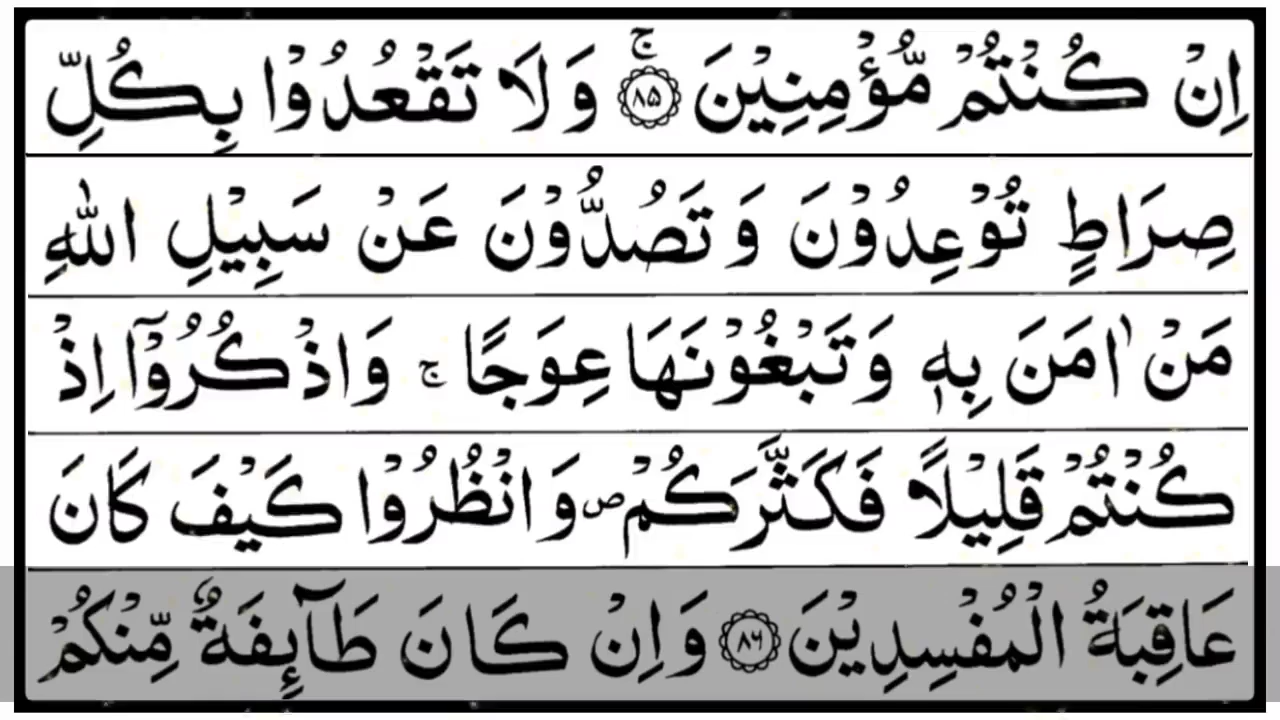 اِنْ كُنْتُمْ مُّؤْمِنِيْنَ ﴿۸۵﴾ۚ وَلَا تَقْعُدُوْا بِكُلِّ
صِرَاطٍ تُوْعِدُوْنَ وَتَصُدُّوْنَ عَنْ سَبِيْلِ اللّٰهِ
مَنْ اٰمَنَ بِهٖ وَتَبْغُوْنَهَا عِوَجًا ۚ وَاذْكُرُوْۤا اِذْ
كُنْتُمْ قَلِيْلًا فَكَثَّرَكُمْ ۪ وَانْظُرُوْا كَيْفَ كَانَ
عَاقِبَةُ الْمُفْسِدِيْنَ ﴿۸۶﴾ وَاِنْ كَانَ طَآئِفَةٌ مِّنْكُمْ